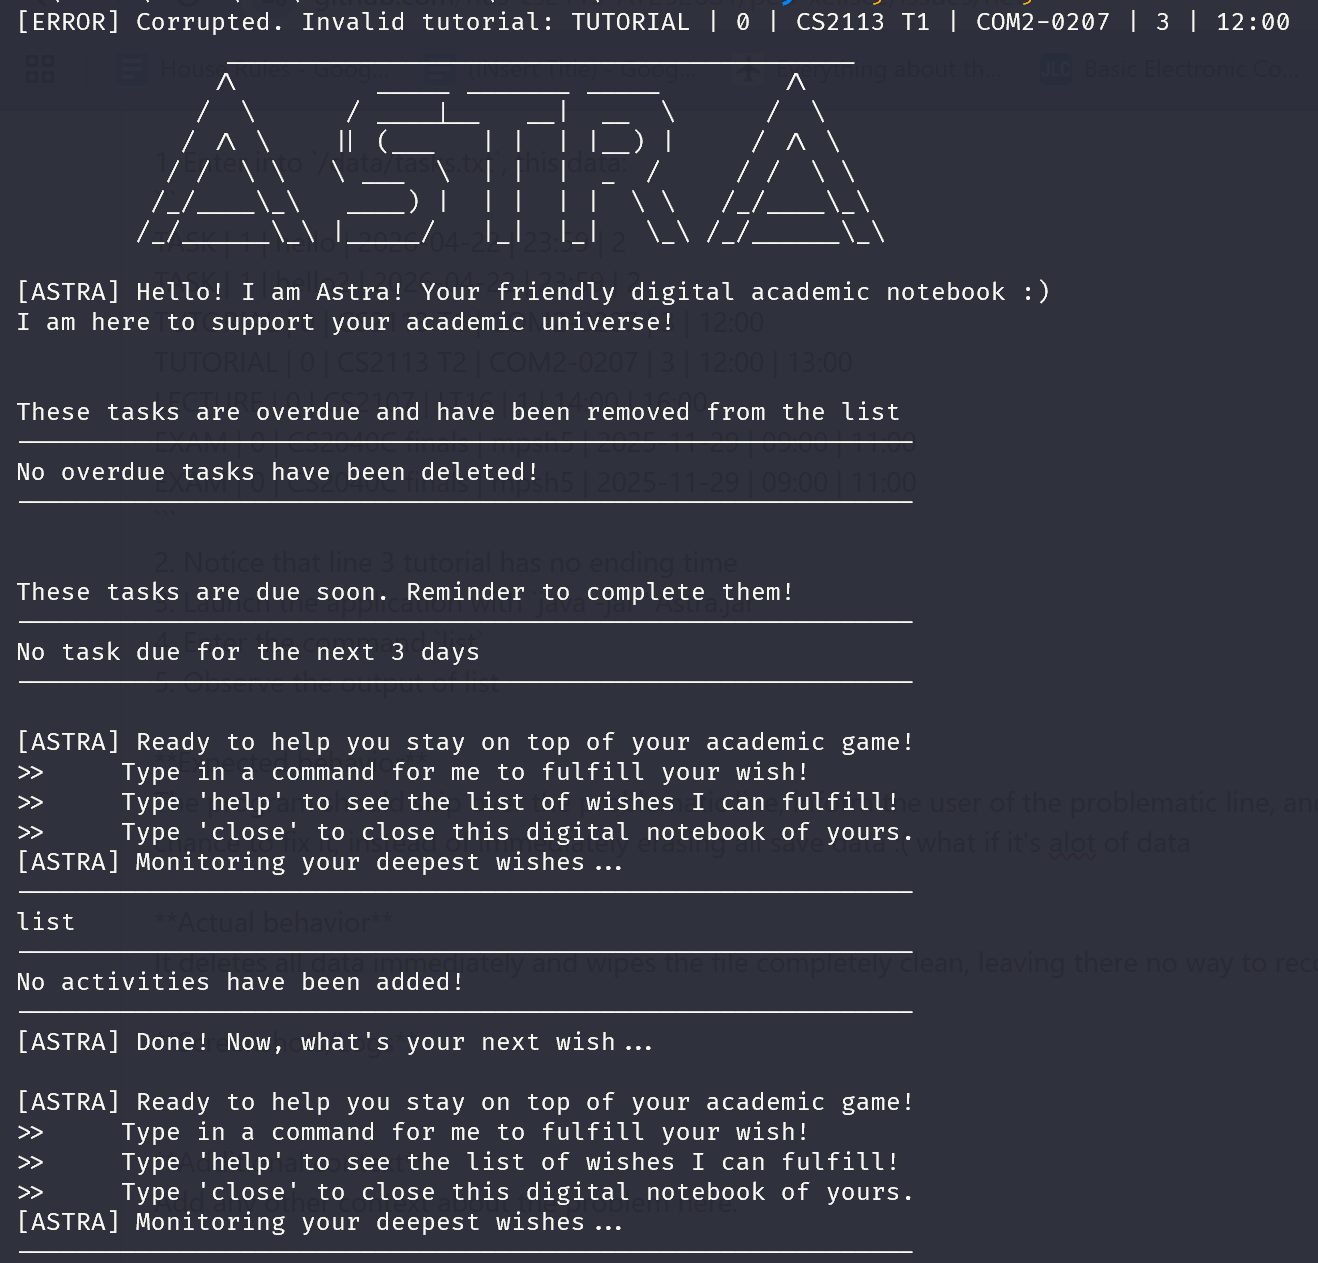 [ERROR] Corrupted. Invalid tutorial: TUTORIAL | 0 | CS2113 T1 | COM2-0207 | 3 | 12:00
ASTRA
[ASTRA] Hello! I am Astra! Your friendly digital academic notebook :)
I am here to support your academic universe!
These tasks are overdue and have been removed from the list
No overdue tasks have been deleted!
These tasks are due soon. Reminder to complete them!
No task due for the next 3 days
[ASTRA] Ready to help you stay on top of your academic game!
>>     Type in a command for me to fulfill your wish!
>>     Type 'help' to see the list of wishes I can fulfill!
>>     Type 'close' to close this digital notebook of yours.
[ASTRA] Monitoring your deepest wishes...
list
No activities have been added!
[ASTRA] Done! Now, what's your next wish...
[ASTRA] Ready to help you stay on top of your academic game!
>>     Type in a command for me to fulfill your wish!
>>     Type 'help' to see the list of wishes I can fulfill!
>>     Type 'close' to close this digital notebook of yours.
[ASTRA] Monitoring your deepest wishes...